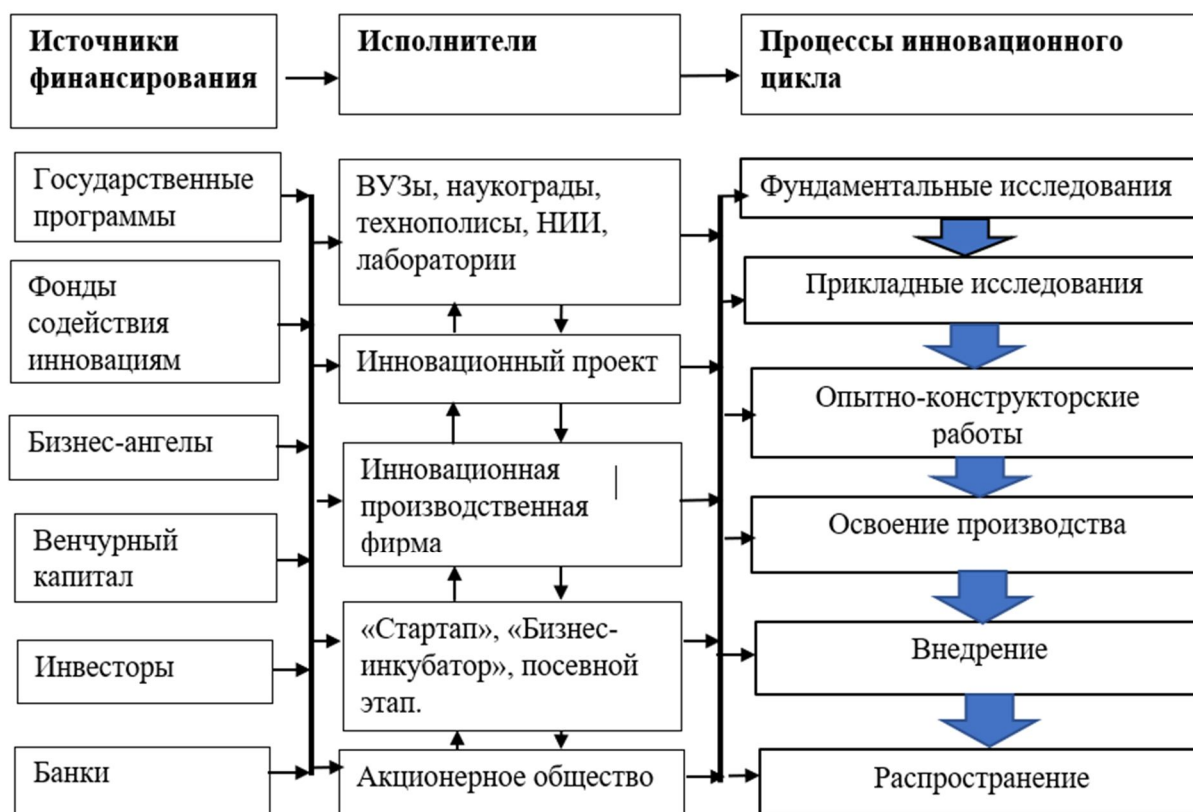 Источники
финансирования
Исполнители
Процессы инновационного
цикла
Государственные
программы
Фонды
содействия
инновациям
Бизнес-ангелы
Венчурный
капитал
Инвесторы
Банки
ВУЗы, наукограды,
технополисы, НИИ,
лаборатории
Инновационный проект
Инновационная
производственная
фирма
«Стартап», «Бизнес-
инкубатор», посевной
этап.
Акционерное общество
Фундаментальные исследования
Прикладные исследования
Опытно-конструкторские
работы
Освоение производства
Внедрение
Распространение